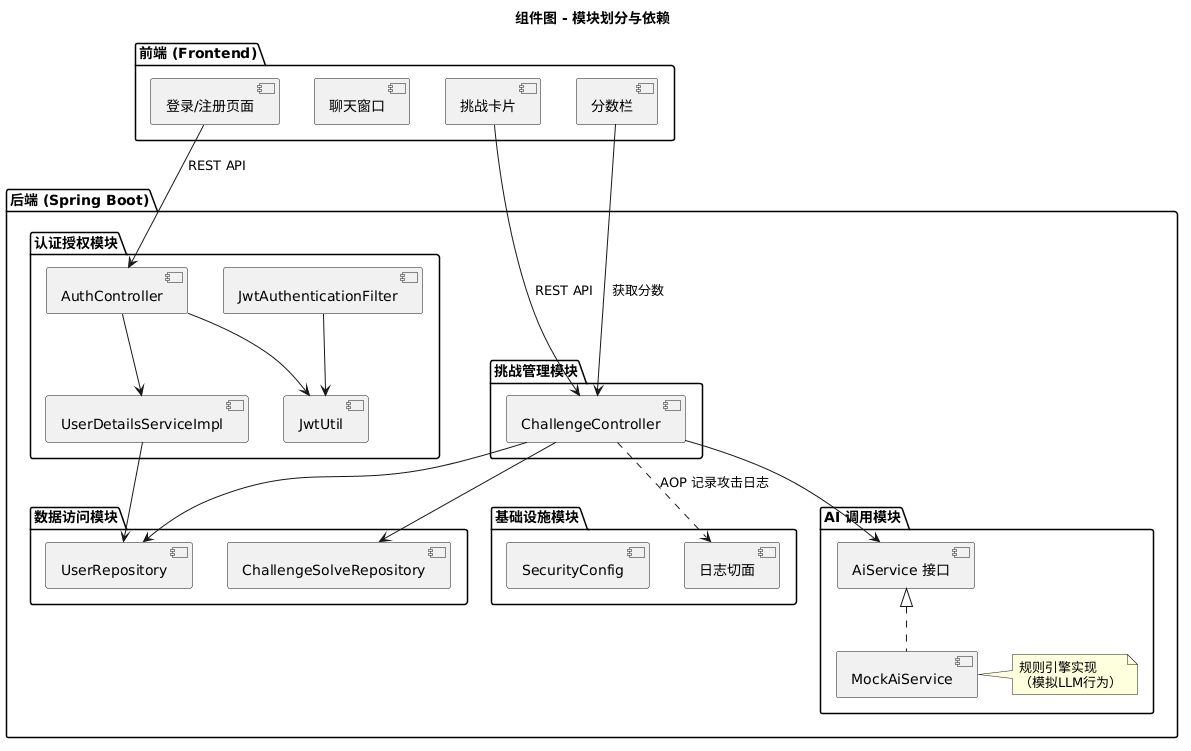 组件图 - 模块划分与依赖
前端 (Frontend)
登录/注册页面
聊天窗口
挑战卡片
分数栏
REST API
后端 (Spring Boot)
认证授权模块
AuthController
JwtAuthenticationFilter
REST API
获取分数
挑战管理模块
UserDetailsServiceImpl
JwtUtil
ChallengeController
AOP 记录攻击日志
数据访问模块
基础设施模块
AI 调用模块
UserRepository
ChallengeSolveRepository
SecurityConfig
日志切面
AiService 接口
MockAiService
规则引擎实现
（模拟LLM行为）